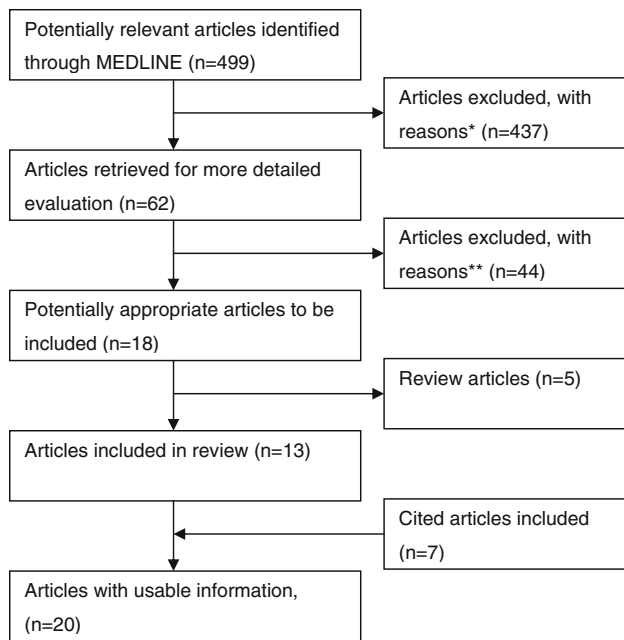 Potentially relevant articles identified
through MEDLINE (n=499)
Articles excluded, with
reasons* (n=437)
Articles retrieved for more detailed
evaluation (n=62)
Articles excluded, with
reasons** (n=44)
Potentially appropriate articles to be
included (n=18)
Review articles (n=5)
Articles included in review (n=13)
Cited articles included
(n=7)
Articles with usable information,
(n=20)